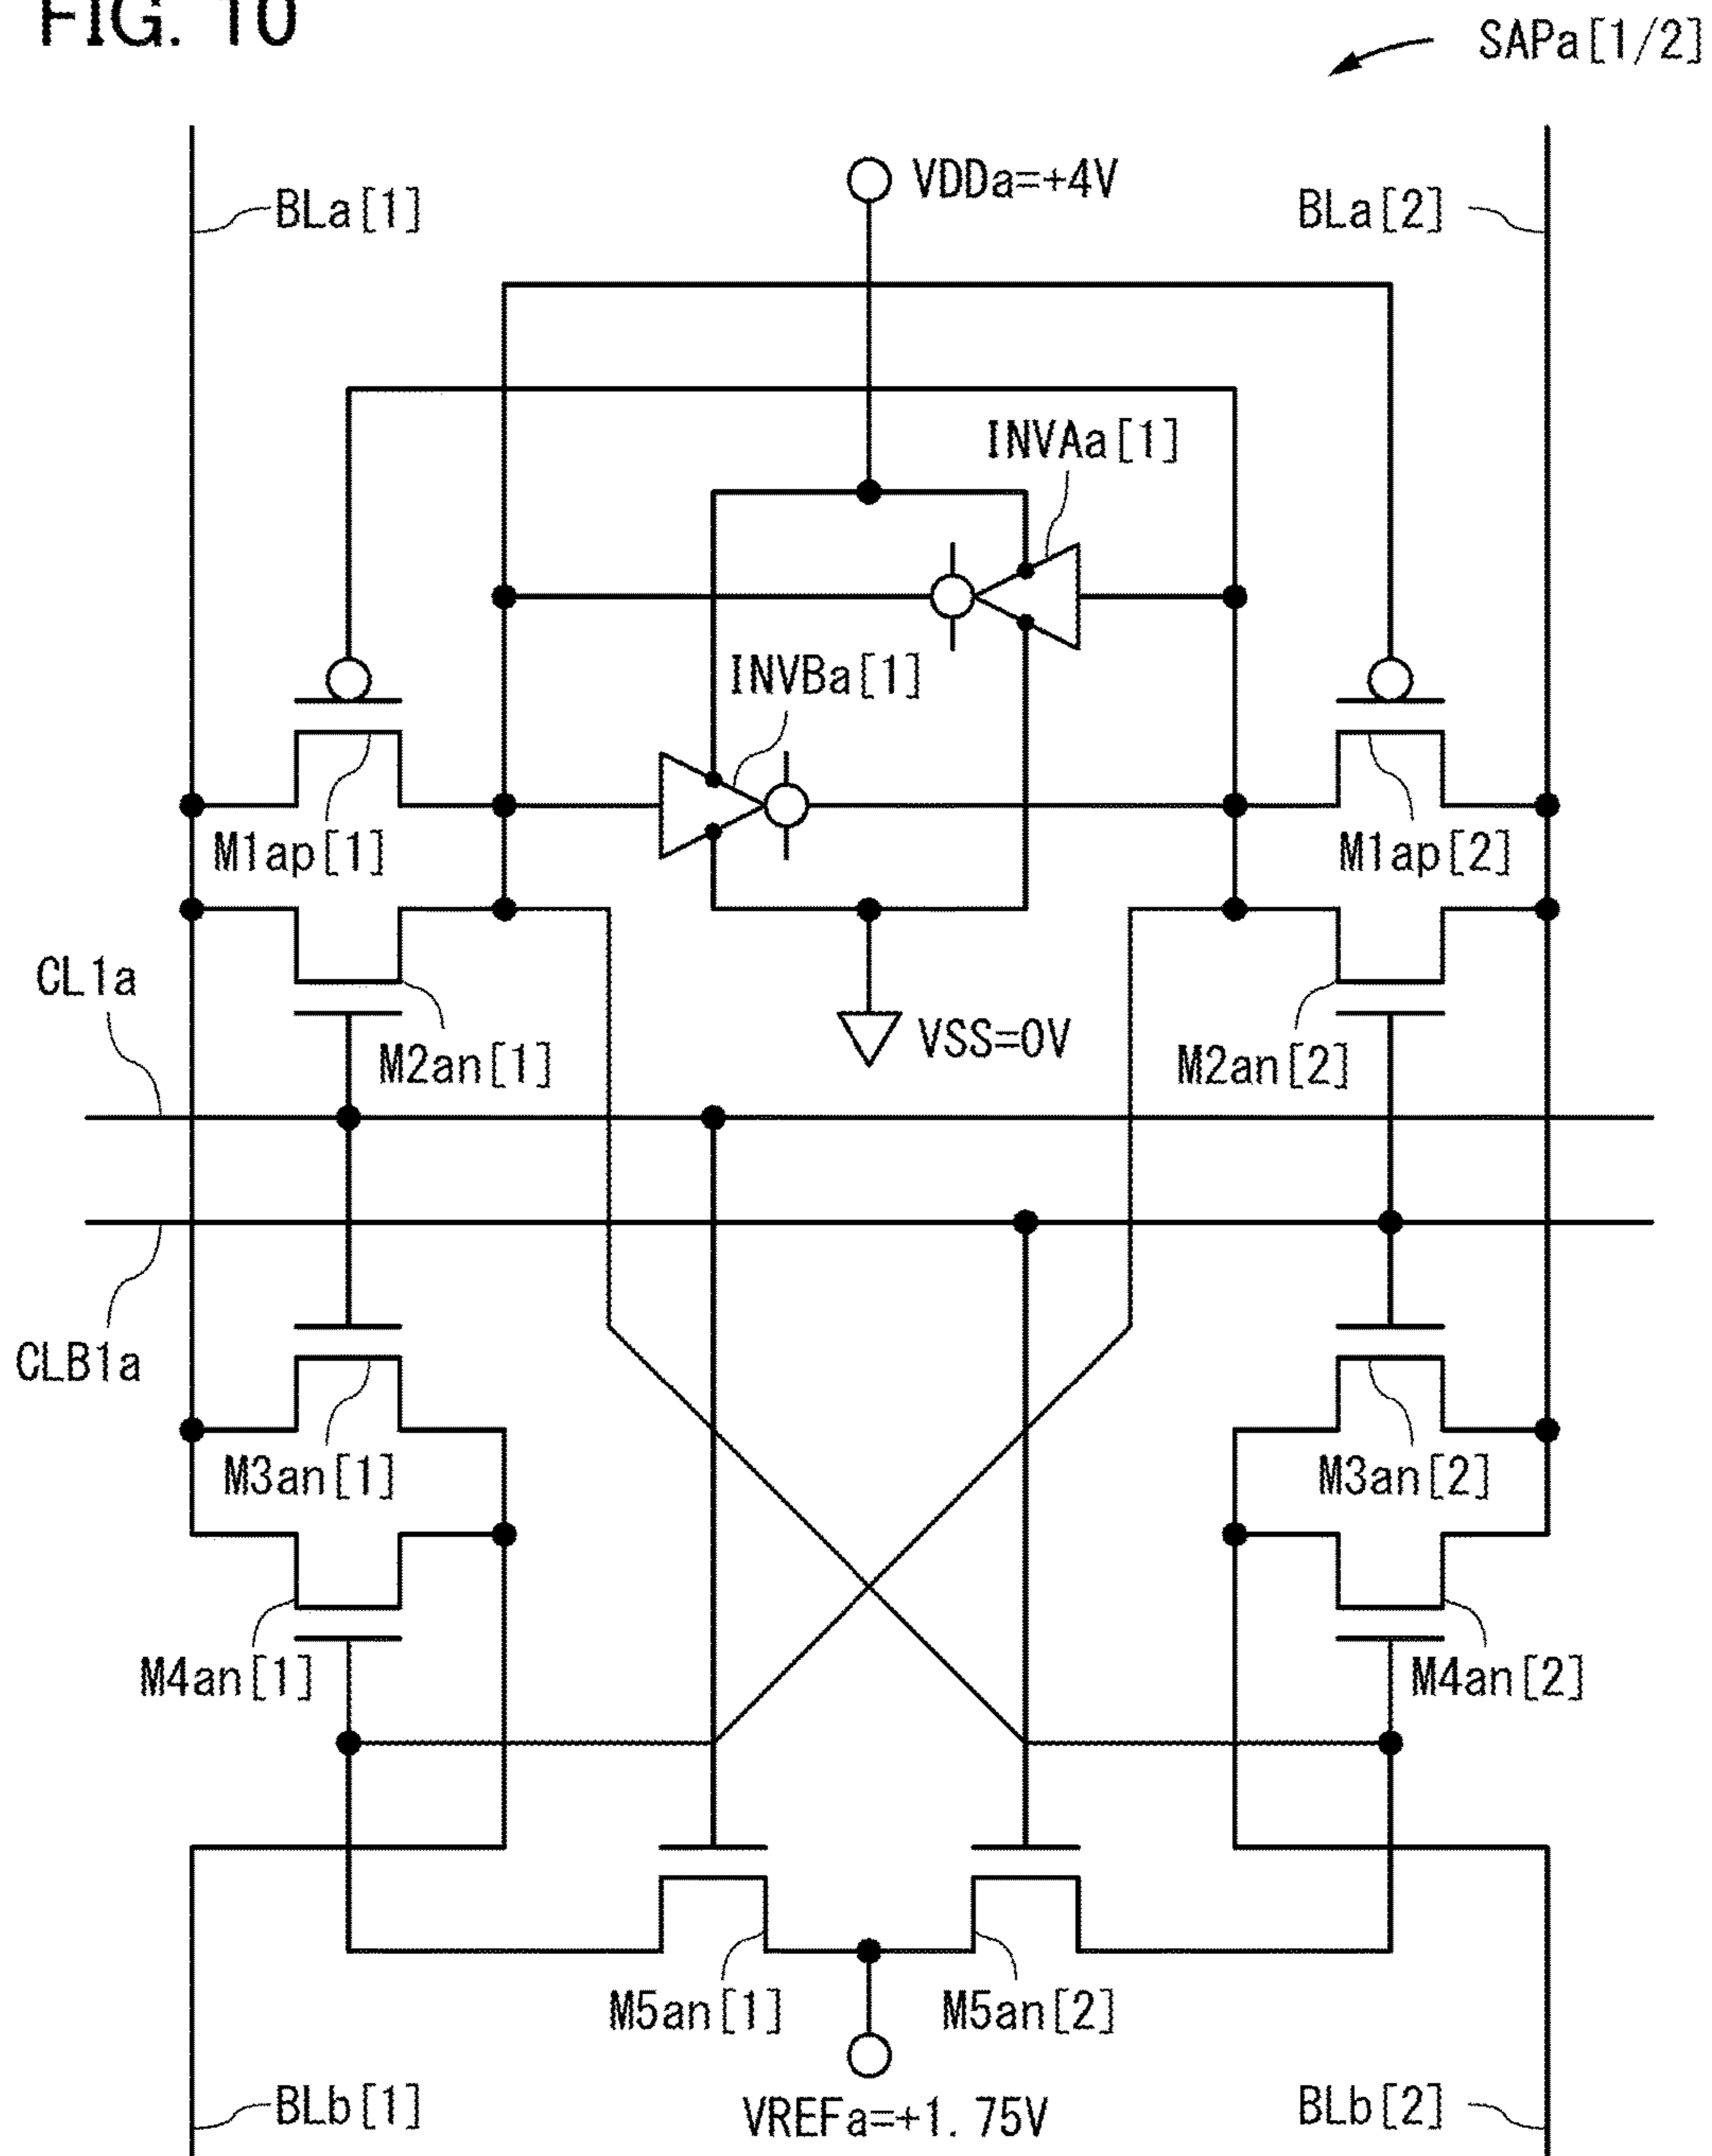 FIG. 10
SAPa[1/2]
VDDa=+4V
BLa[1]
BLa[2]
INVAa[1]
INVBa[1]
M1ap[1]
M1ap[2]
CL1a
VSS=0V
M2an[1]
M2an[2]
CLB1a
M3an[1]
M3an[2]
M4an[1]
M4an[2]
M5an[1]
M5an[2]
BLb[1]
VREFa=+1.75V
BLb[2]